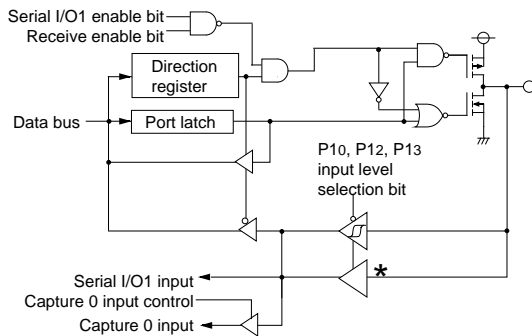 Serial I/O1 enable bit
Receive enable bit
Direction
register
Data bus
Port latch
P10, P12, P13
input level
selection bit
*
Serial I/O1 input
Capture 0 input control
Capture 0 input